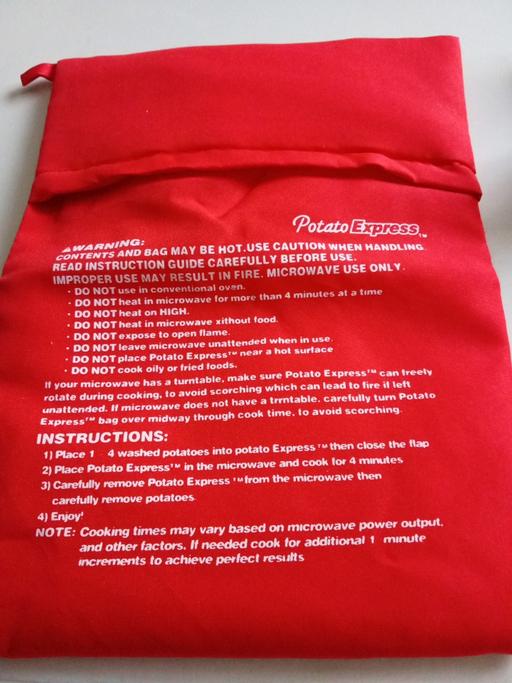 Potato Express™
⚠WARNING:
CONTENTS AND BAG MAY BE HOT.USE CAUTION WHEN HANDLING.
READ INSTRUCTION GUIDE CAREFULLY BEFORE USE.
IMPROPER USE MAY RESULT IN FIRE. MICROWAVE USE ONLY.
· DO NOT use in conventional oven.
· DO NOT heat in microwave for more than 4 minutes at a time
· DO NOT heat on HIGH.
· DO NOT heat in microwave xithout food.
· DO NOT expose to open flame.
· DO NOT leave microwave unattended when in use.
· DO NOT place Potato Express™ near a hot surface
· DO NOT cook oily or fried foods.
If your microwave has a turntable, make sure Potato Express™ can freely
rotate during cooking, to avoid scorching which can lead to fire if left
unattended. If microwave does not have a trrntable. carefully turn Potato
Express™ bag over midway through cook time. to avoid scorching.
INSTRUCTIONS:
1) Place 1 4 washed potatoes into potato Express™ then close the flap
2) Place Potato Express™ in the microwave and cook for 4 minutes
3) Carefully remove Potato Express™ from the microwave then
carefully remove potatoes
4) Enjoy!
NOTE: Cooking times may vary based on microwave power output.
and other factors. If needed cook for additional 1 minute
increments to achieve perfect results